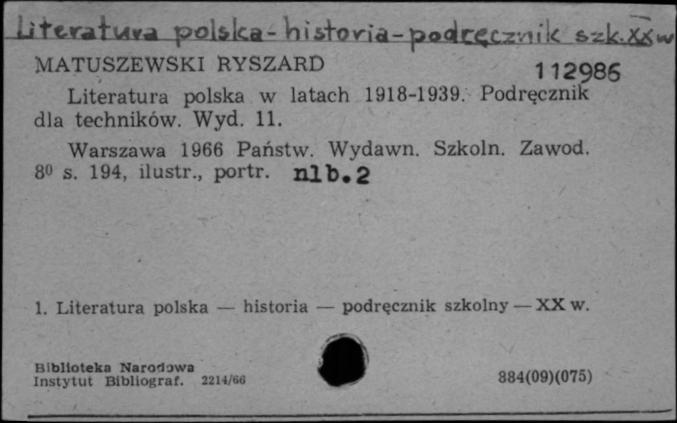 Literatura polska-historia-podręcznik szk.XXw
MATUSZEWSKI RYSZARD 112986
Literatura polska w latach 1918-1939. Podręcznik
dla techników. Wyd. 11.
Warszawa 1966 Państw. Wydawn. Szkoln. Zawod.
8⁰ s. 194, ilustr., portr. nlb.2
1. Literatura polska — historia — podręcznik szkolny — XX w.
Biblioteka Narodowa
Instytut Bibliograf. 2214/66 884(09)(075)